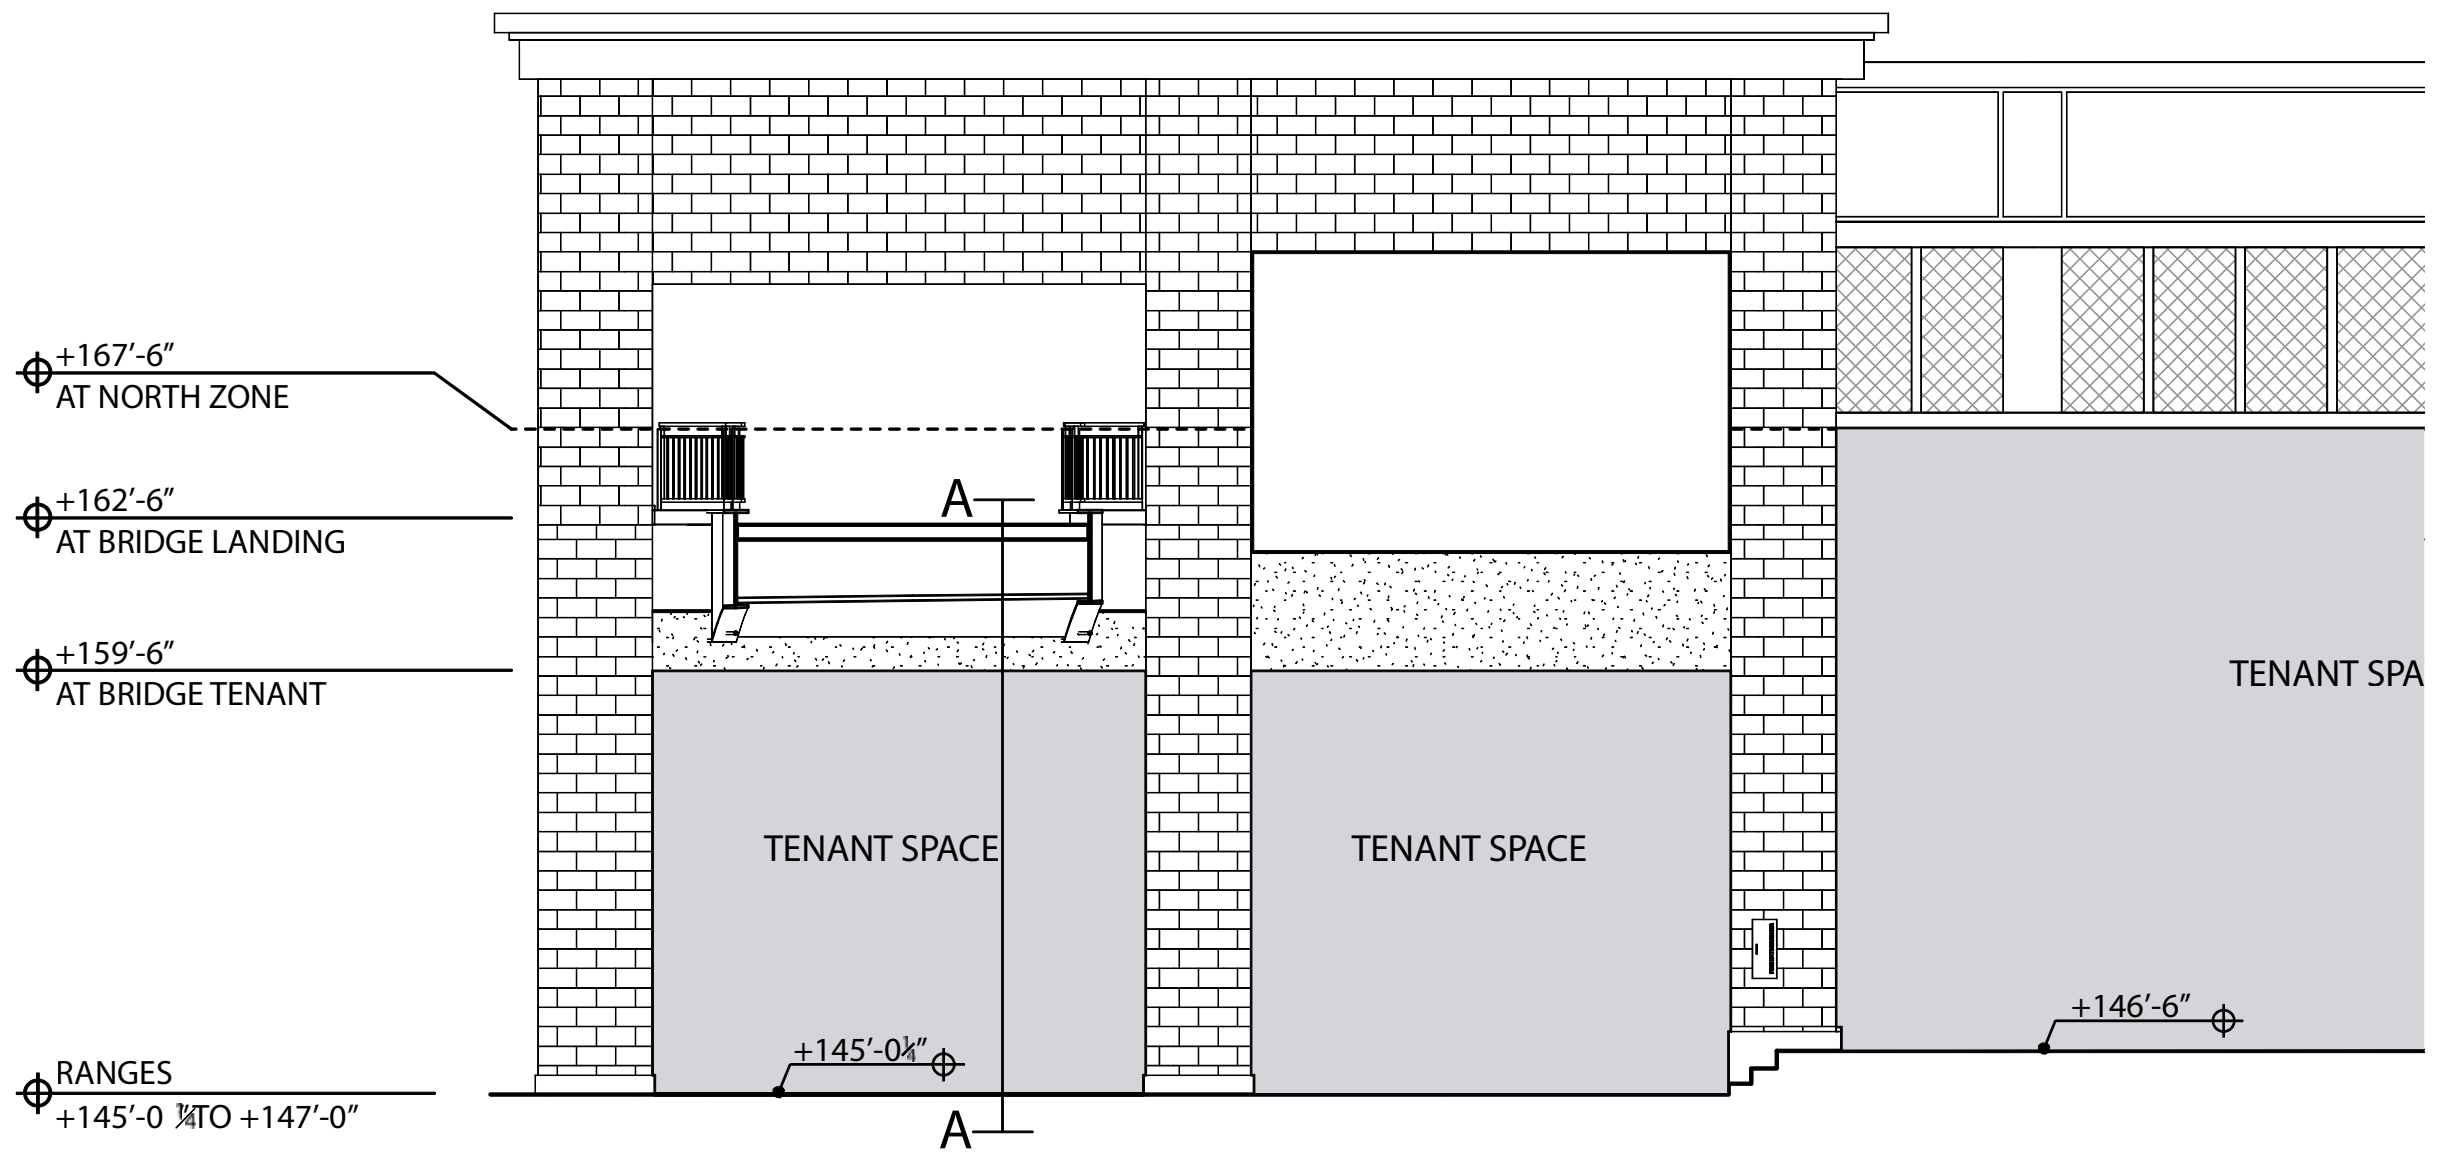 +167’-6”
AT NORTH ZONE
A
+162’-6”
AT BRIDGE LANDING
+159’-6”
AT BRIDGE TENANT
TENANT SPA
TENANT SPACE
TENANT SPACE
+146’-6”
+145’-0¼”
RANGES
+145’-0 ¼”TO +147’-0”
A